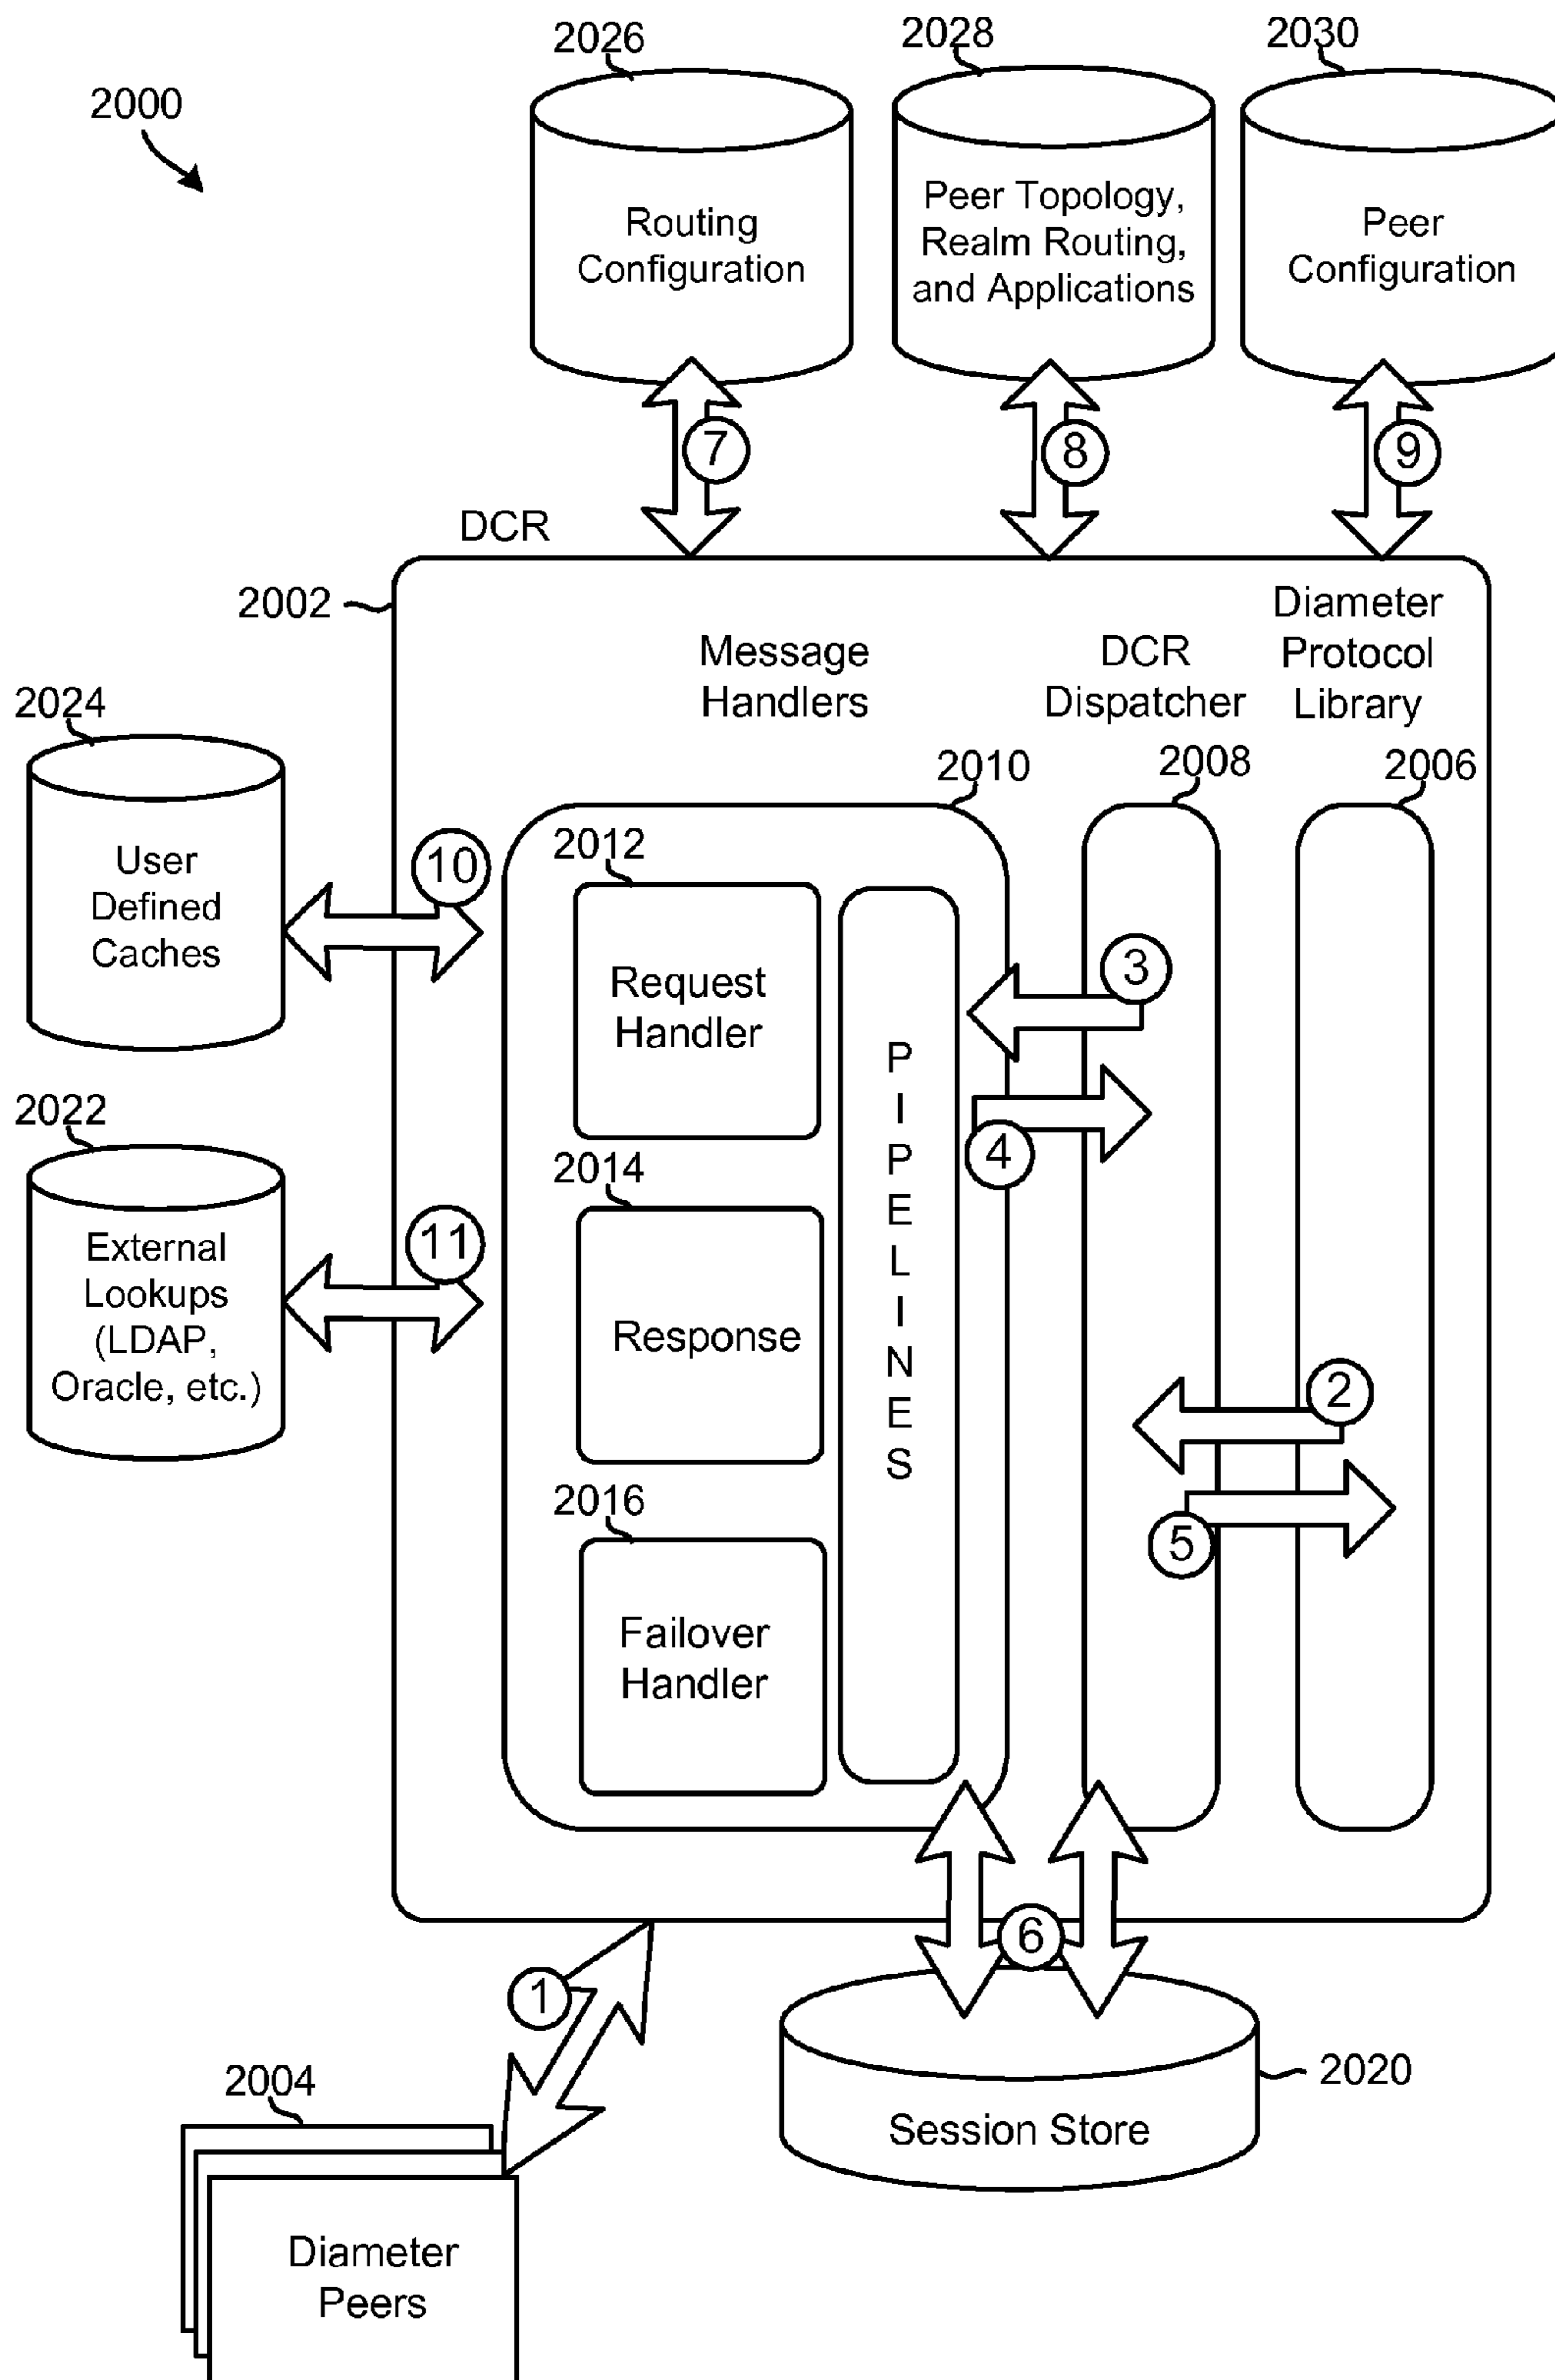 2026
2028
2030
2000
Routing
Configuration
Peer Topology,
Realm Routing,
and Applications
Peer
Configuration
7
8
9
DCR
2002
Message
Handlers
DCR
Dispatcher
Diameter
Protocol
Library
2024
2010
2008
2006
User
Defined
Caches
10
2012
Request
Handler
3
PIPELINES
4
2022
External
Lookups
(LDAP,
Oracle, etc.)
11
2014
Response
2
5
2016
Failover
Handler
1
6
2020
Session Store
2004
Diameter
Peers